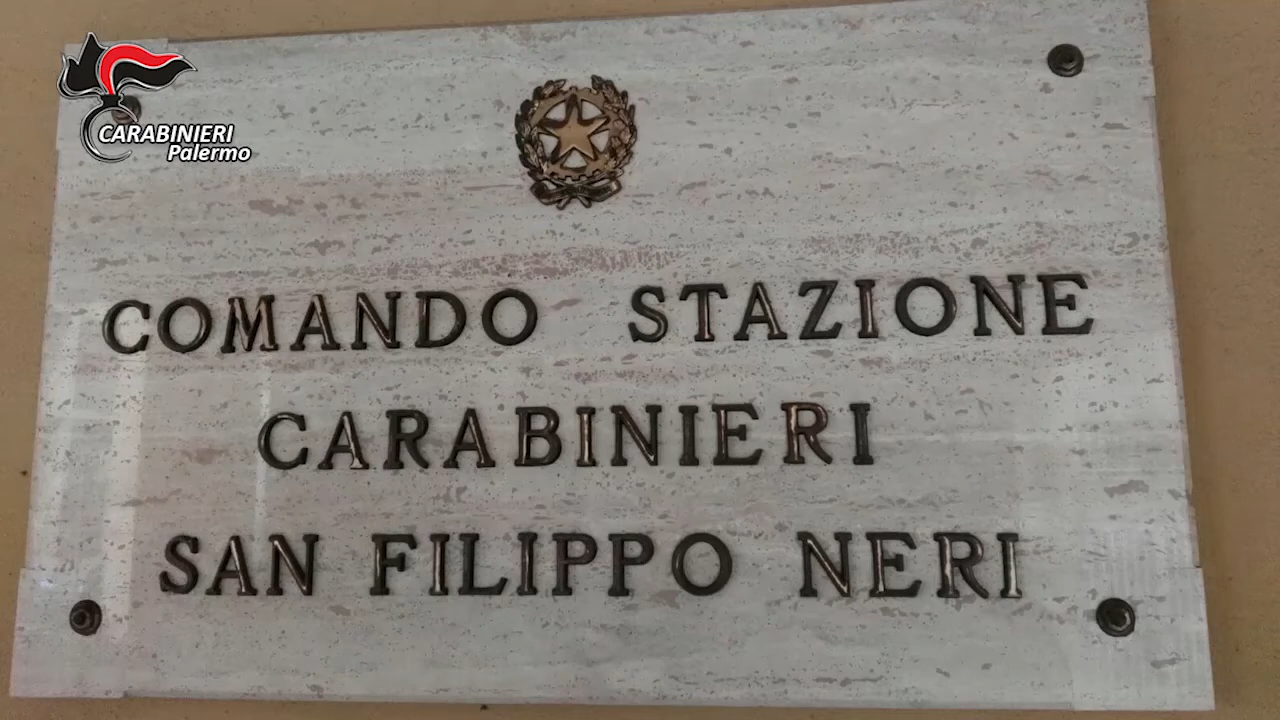 CARABINIERI
Palermo
COMANDO STAZIONE
CARABINIERI
SAN FILIPPO NERI